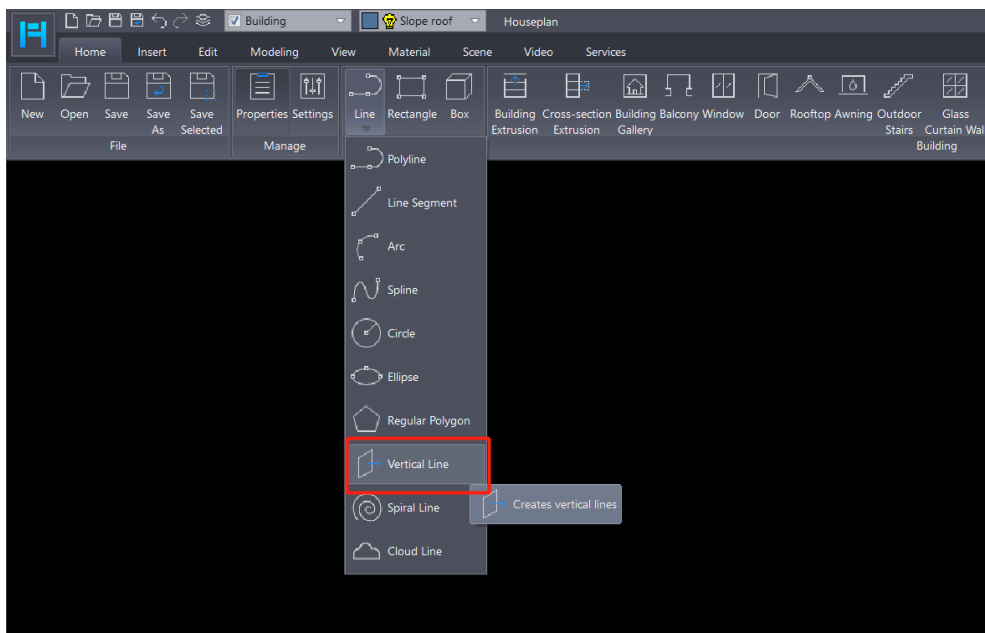 Building
Slope roof
Houseplan
Home
Insert
Edit
Modeling
View
Material
Scene
Video
Services
New
Open
Save
Save As
Save Selected
Properties
Settings
Line
Rectangle
Box
Building Extrusion
Cross-section Extrusion
Building Gallery
Balcony
Window
Door
Rooftop
Awning
Outdoor Stairs
Glass Curtain Wal
File
Manage
Building
Polyline
Line Segment
Arc
Spline
Circle
Ellipse
Regular Polygon
Vertical Line
Creates vertical lines
Spiral Line
Cloud Line